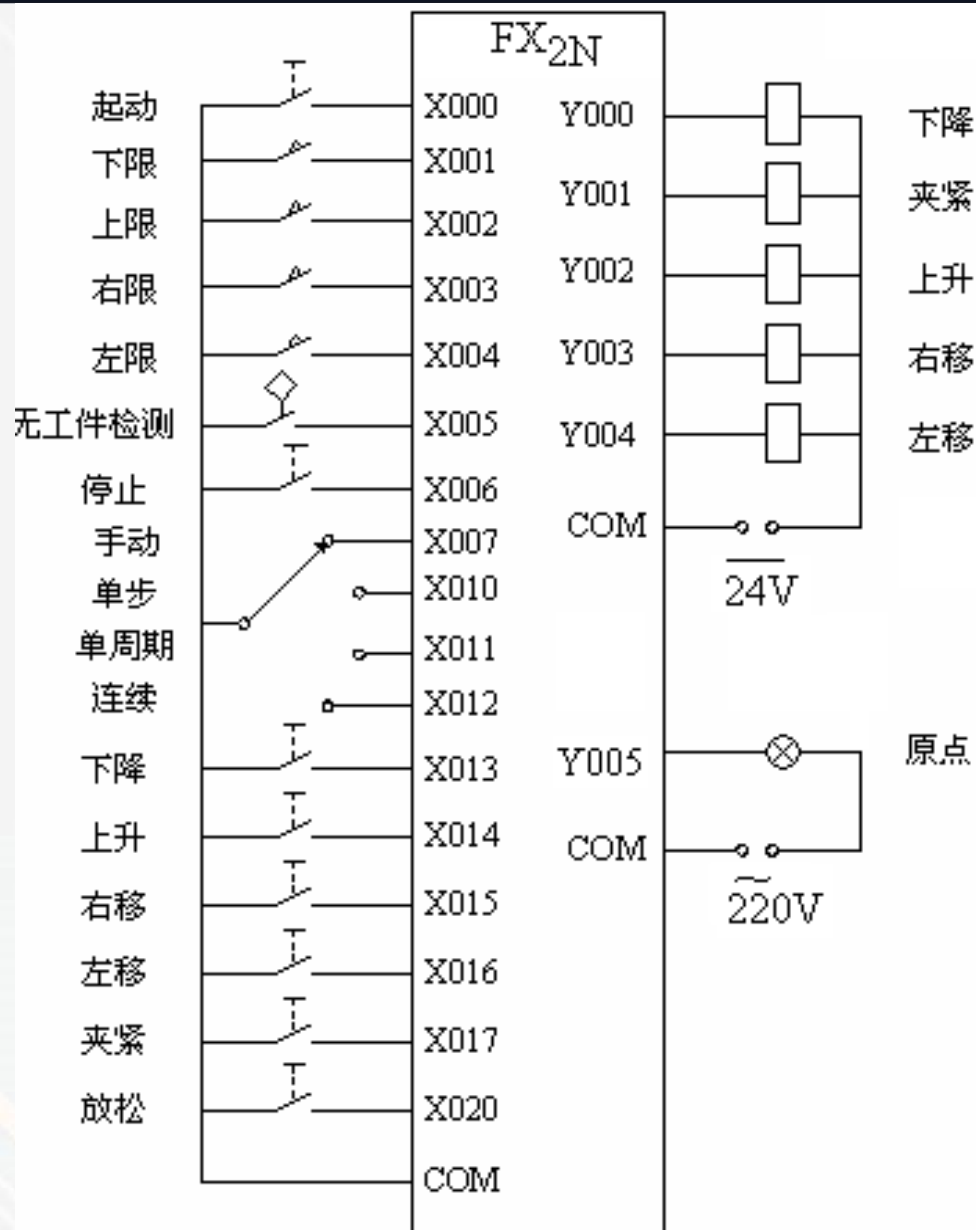 FX2N
起动 X000 Y000 下降
下限 X001
夹紧 Y001
上限 X002
右限 X003 Y002 上升
左限 X004 Y003 右移
无工件检测 X005 Y004 左移
停止 X006
COM
手动 X007
24V
单步 X010
单周期 X011
连续 X012
下降 X013 Y005 原点
上升 X014 COM
右移 X015 220V
左移 X016
夹紧 X017
放松 X020
COM